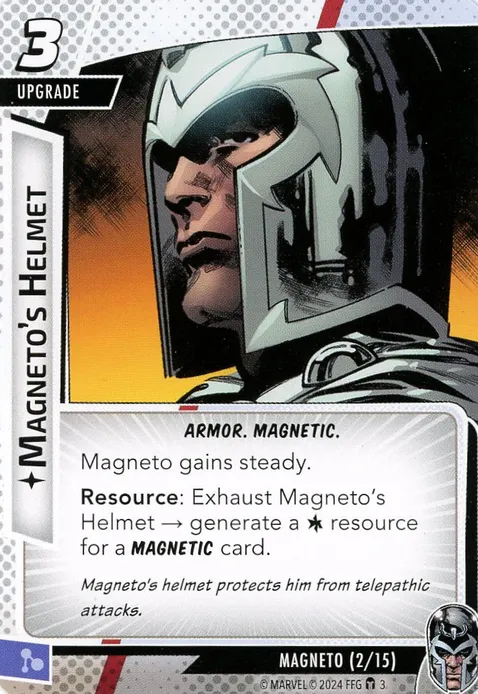 3
UPGRADE
MAGNETO'S HELMET
ARMOR. MAGNETIC.
Magneto gains steady.
Resource: Exhaust Magneto's
Helmet → generate a resource
for a MAGNETIC card.
Magneto's helmet protects him from telepathic
attacks.
MAGNETO (2/15)
© MARVEL © 2024 FFG 3